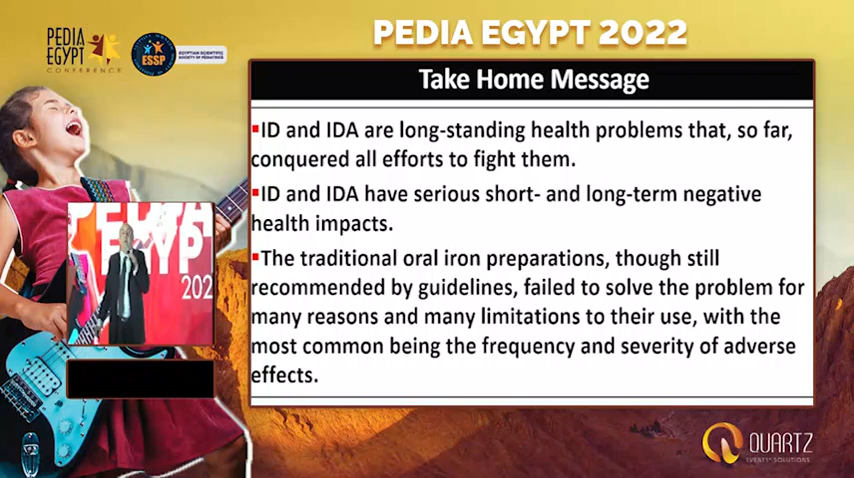 PEDIA EGYPT 2022
PEDIA
EGYPT
CONFERENCE
ESSP
EGYPTIAN SCIENTIFIC
SOCIETY OF PEDIATRICS
Take Home Message
ID and IDA are long-standing health problems that, so far,
conquered all efforts to fight them.
ID and IDA have serious short- and long-term negative
health impacts.
The traditional oral iron preparations, though still
recommended by guidelines, failed to solve the problem for
many reasons and many limitations to their use, with the
most common being the frequency and severity of adverse
effects.
PEDIA
EGYP
202
QUARTZ
EVENTS SOLUTIONS